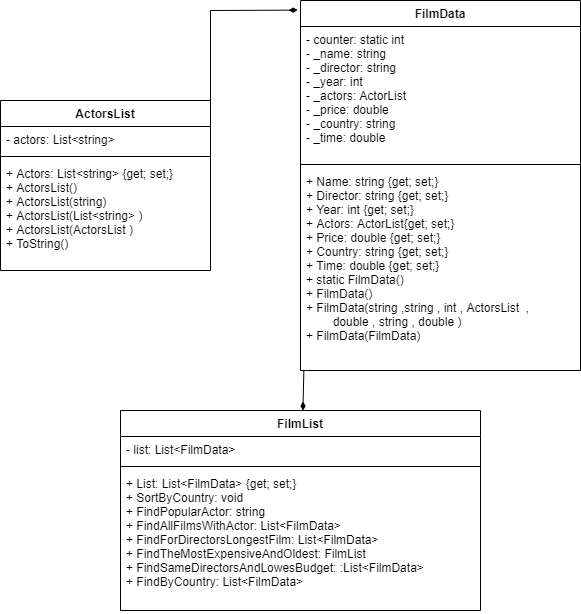 FilmData
- counter: static int
- _name: string
- _director: string
- _year: int
- _actors: ActorList
- _price: double
- _country: string
- _time: double
+ Name: string {get; set;}
+ Director: string {get; set;}
+ Year: int {get; set;}
+ Actors: ActorList{get; set;}
+ Price: double {get; set;}
+ Country: string {get; set;}
+ Time: double {get; set;}
+ static FilmData()
+ FilmData()
+ FilmData(string ,string , int , ActorsList ,
double , string , double )
+ FilmData(FilmData)
ActorsList
- actors: List<string>
+ Actors: List<string> {get; set;}
+ ActorsList()
+ ActorsList(string)
+ ActorsList(List<string> )
+ ActorsList(ActorsList )
+ ToString()
FilmList
- list: List<FilmData>
+ List: List<FilmData> {get; set;}
+ SortByCountry: void
+ FindPopularActor: string
+ FindAllFilmsWithActor: List<FilmData>
+ FindForDirectorsLongestFilm: List<FilmData>
+ FindTheMostExpensiveAndOldest: FilmList
+ FindSameDirectorsAndLowesBudget: :List<FilmData>
+ FindByCountry: List<FilmData>